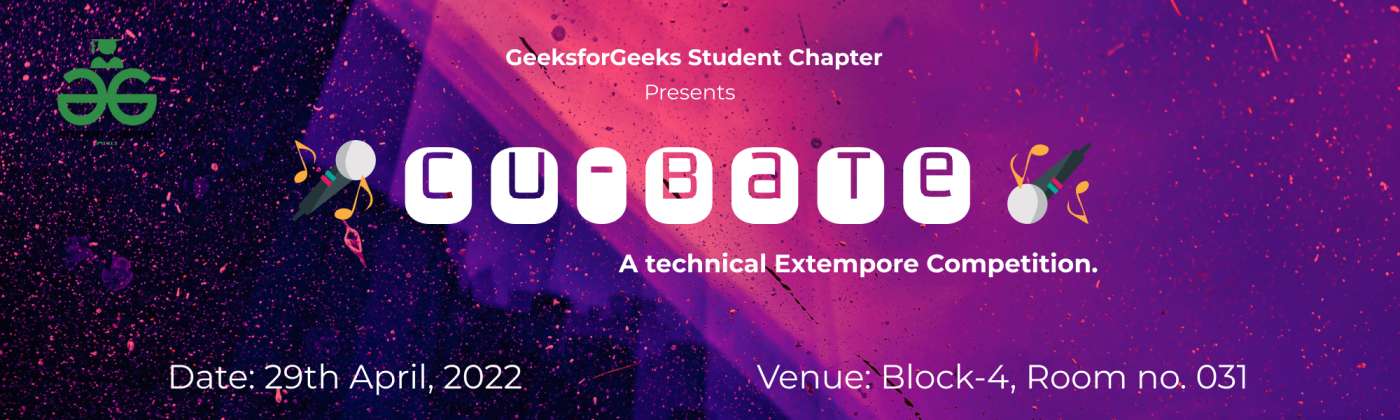 GeeksforGeeks Student Chapter
Presents
CU-BaTe
A technical Extempore Competition.
Date: 29th April, 2022
Venue: Block-4, Room no. 031